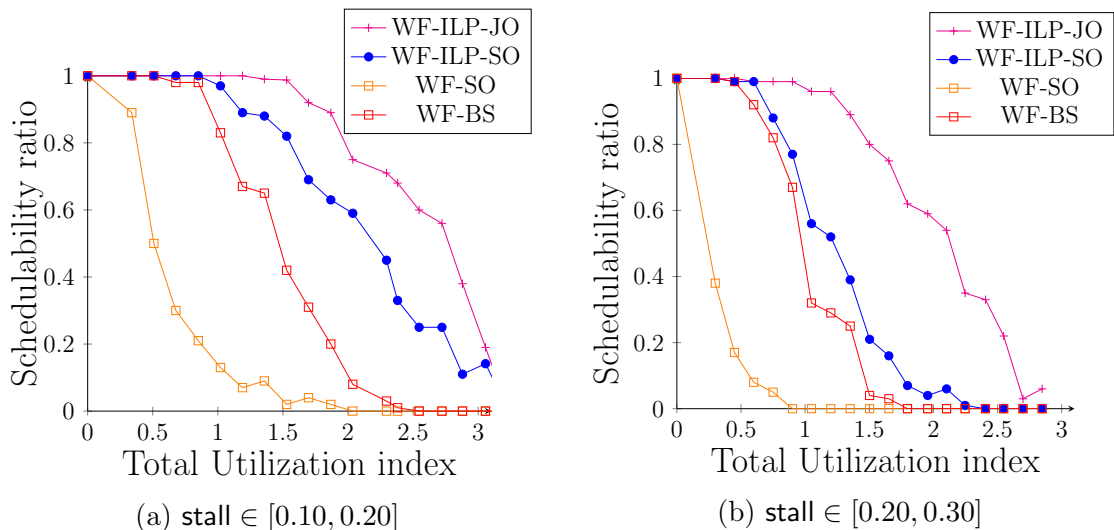 WF-ILP-JO
WF-ILP-SO
WF-SO
WF-BS
Schedulability ratio
1
0.8
0.6
0.4
0.2
0
0 0.5 1 1.5 2 2.5 3
Total Utilization index
(a) stall ∈ [0.10, 0.20]
WF-ILP-JO
WF-ILP-SO
WF-SO
WF-BS
Schedulability ratio
1
0.8
0.6
0.4
0.2
0
0 0.5 1 1.5 2 2.5 3
Total Utilization index
(b) stall ∈ [0.20, 0.30]